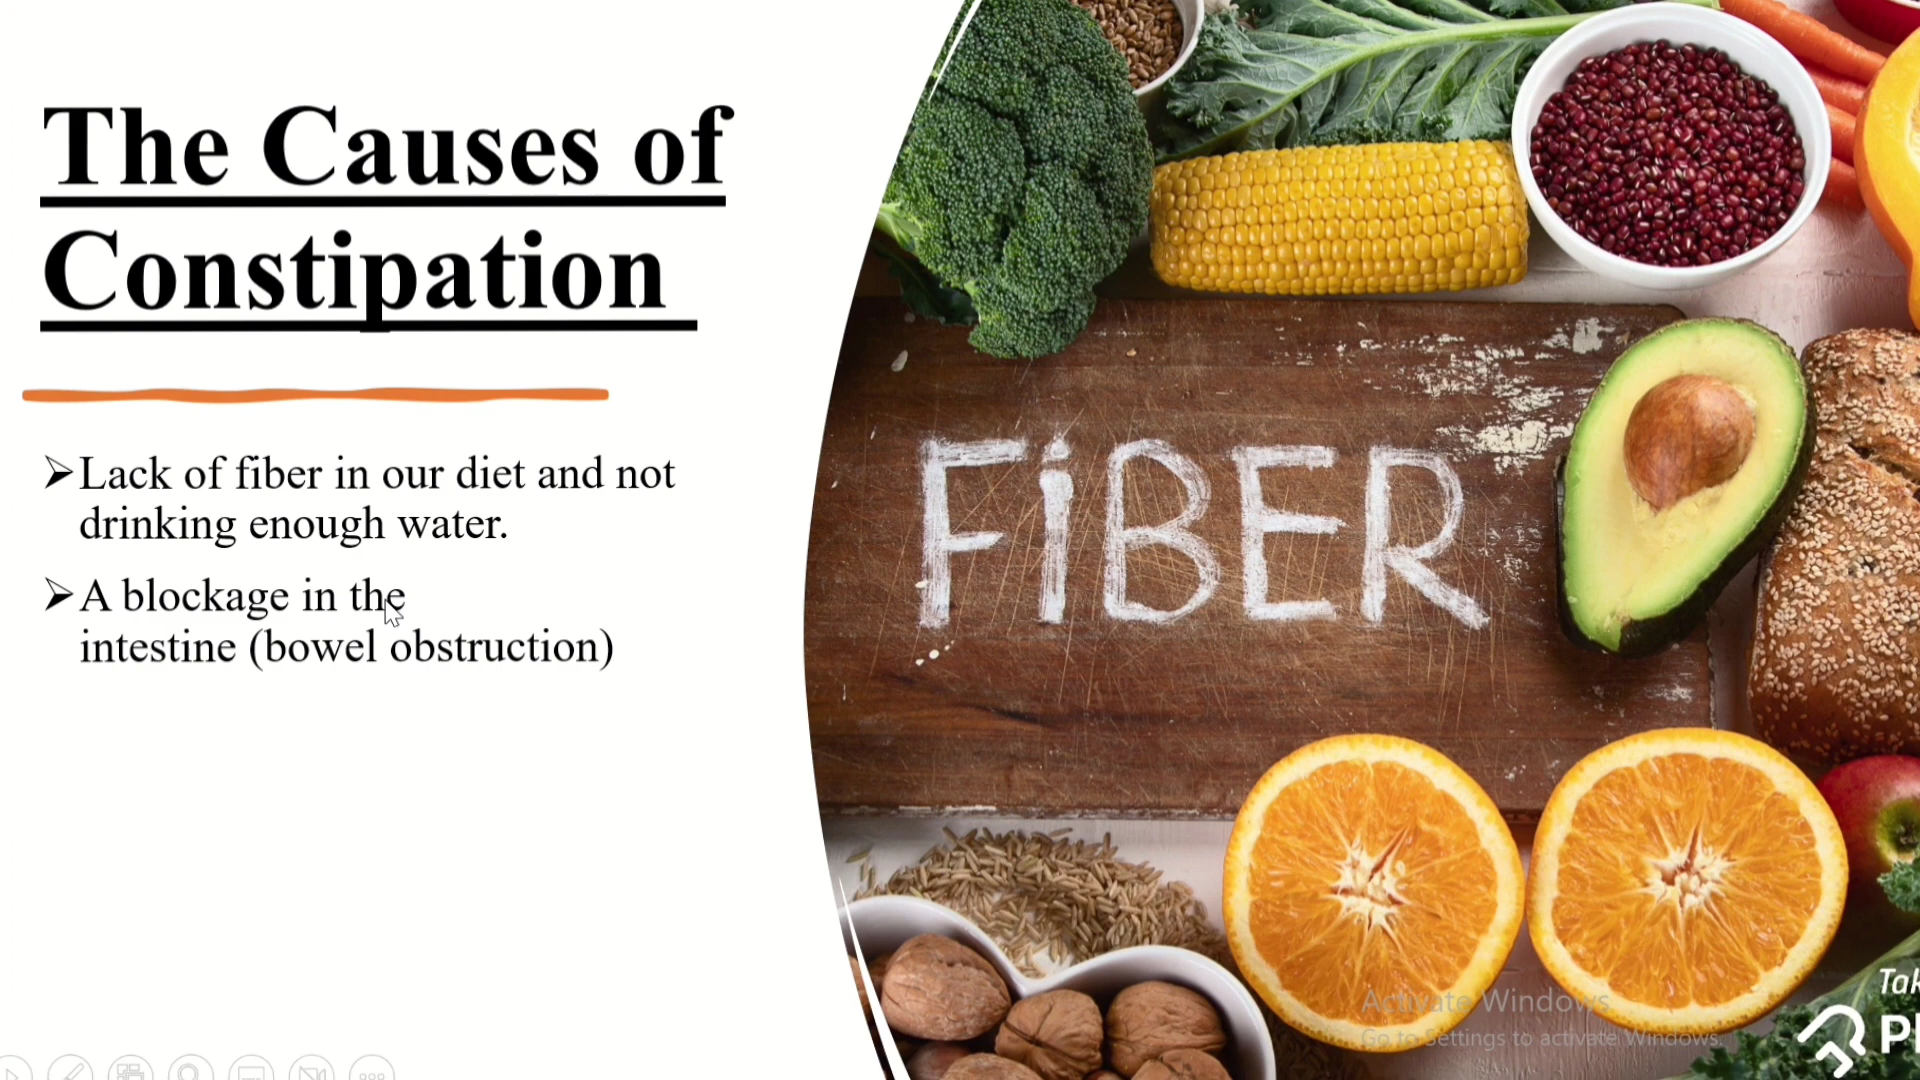 The Causes of
Constipation
➢Lack of fiber in our diet and not
drinking enough water.
➢A blockage in the
intestine (bowel obstruction)
FiBER
Activate Windows
Go to Settings to activate Windows.